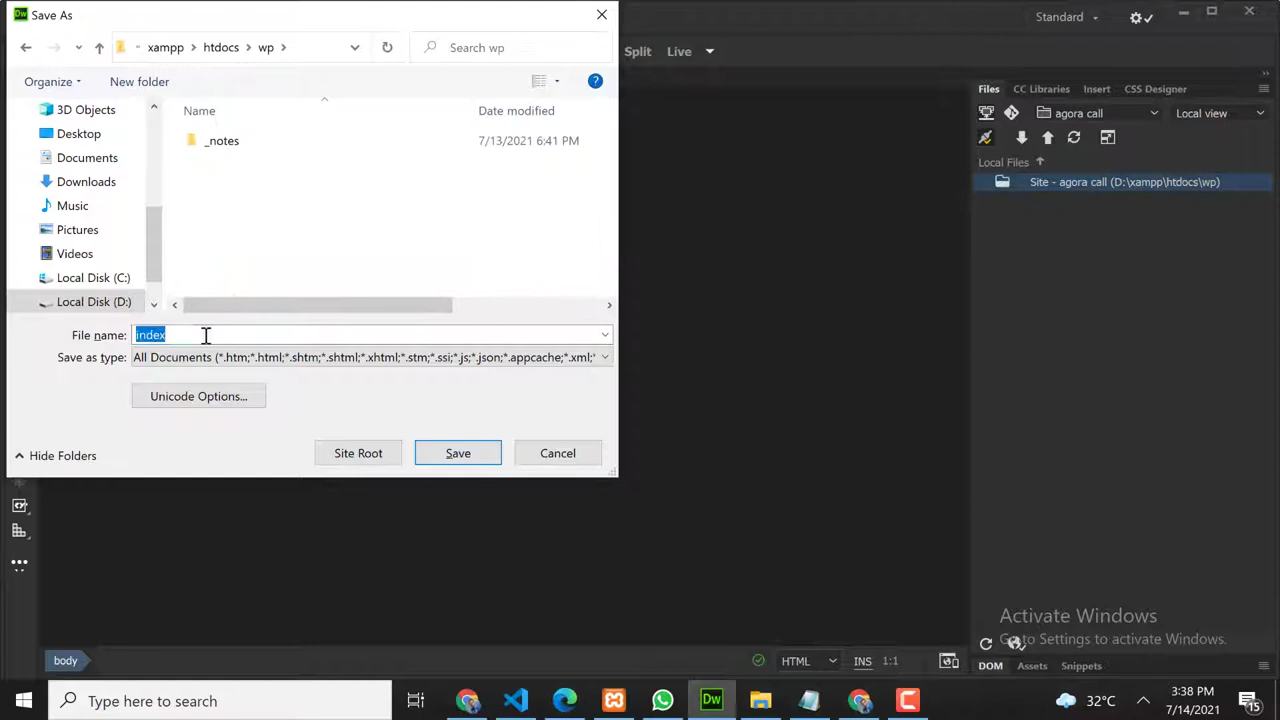 Save As
xampp htdocs wp
Search wp
Organize
New folder
3D Objects
Desktop
Documents
Downloads
Music
Pictures
Videos
Local Disk (C:)
Local Disk (D:)
Name
Date modified
_notes
7/13/2021 6:41 PM
File name: index
Save as type: All Documents (*.htm;*.html;*.shtm;*.shtml;*.xhtml;*.stm;*.ssi;*.js;*.json;*.appcache;*.xml;*
Unicode Options...
Hide Folders
Site Root
Save
Cancel
Standard
Split Live
Files CC Libraries Insert CSS Designer
agora call
Local view
Local Files
Site - agora call (D:\xampp\htdocs\wp)
Activate Windows
Go to Settings to activate Windows.
body
HTML
INS
1:1
DOM Assets Snippets
Type here to search
Dw
32°C
3:38 PM
7/14/2021
15